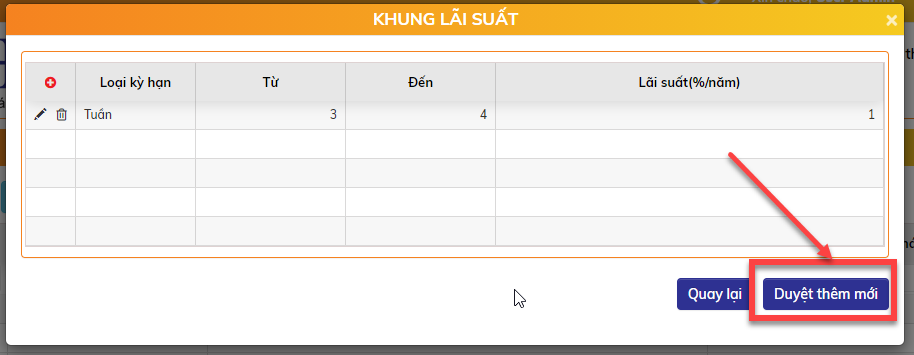 KHUNG LÃI SUẤT
Loại kỳ hạn Từ Đến Lãi suất(%/năm)
Tuần 3 4 1
Quay lại Duyệt thêm mới